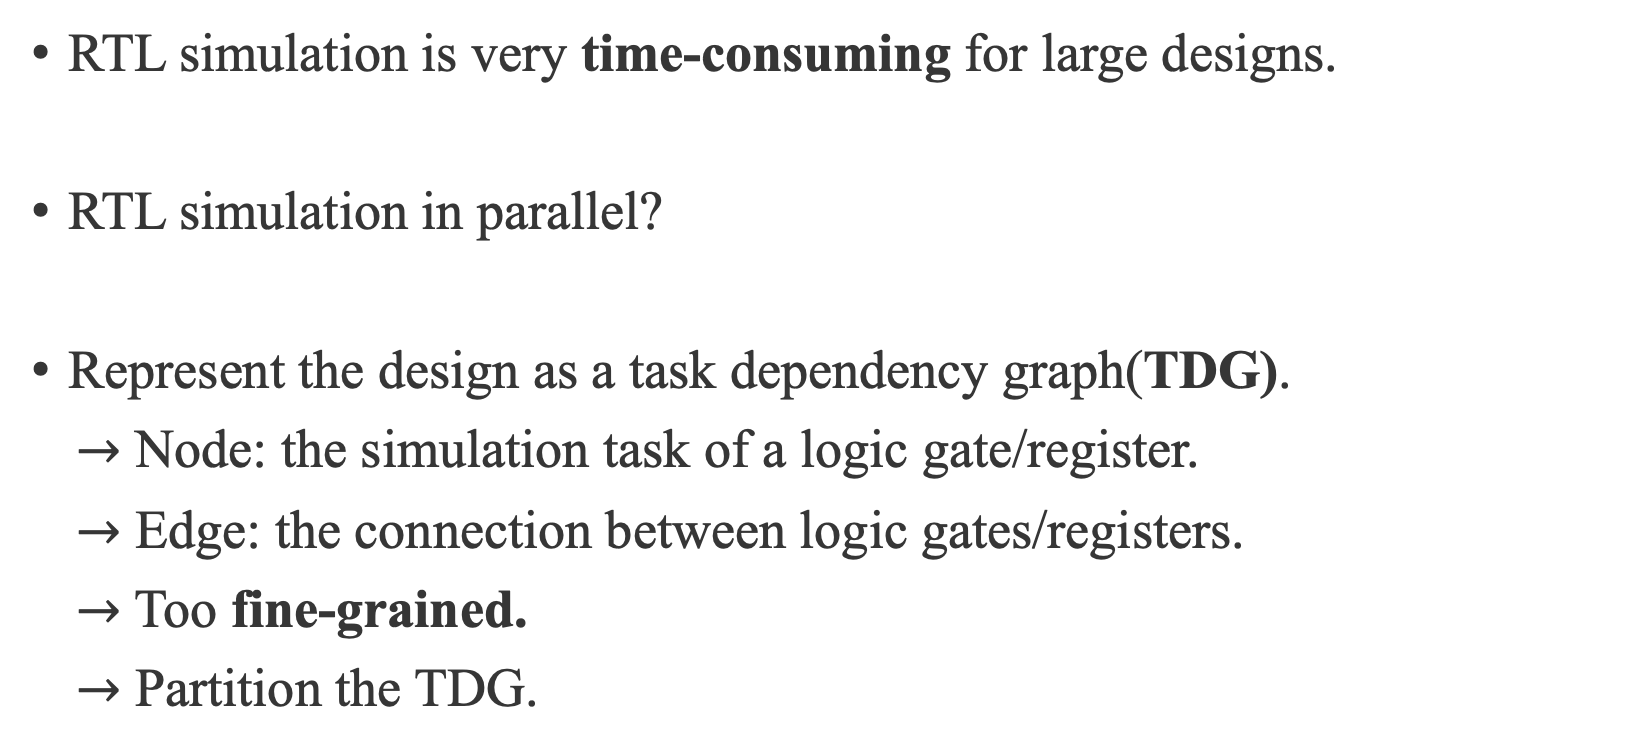 • RTL simulation is very time-consuming for large designs.
• RTL simulation in parallel?
• Represent the design as a task dependency graph(TDG).
→ Node: the simulation task of a logic gate/register.
→ Edge: the connection between logic gates/registers.
→ Too fine-grained.
→ Partition the TDG.